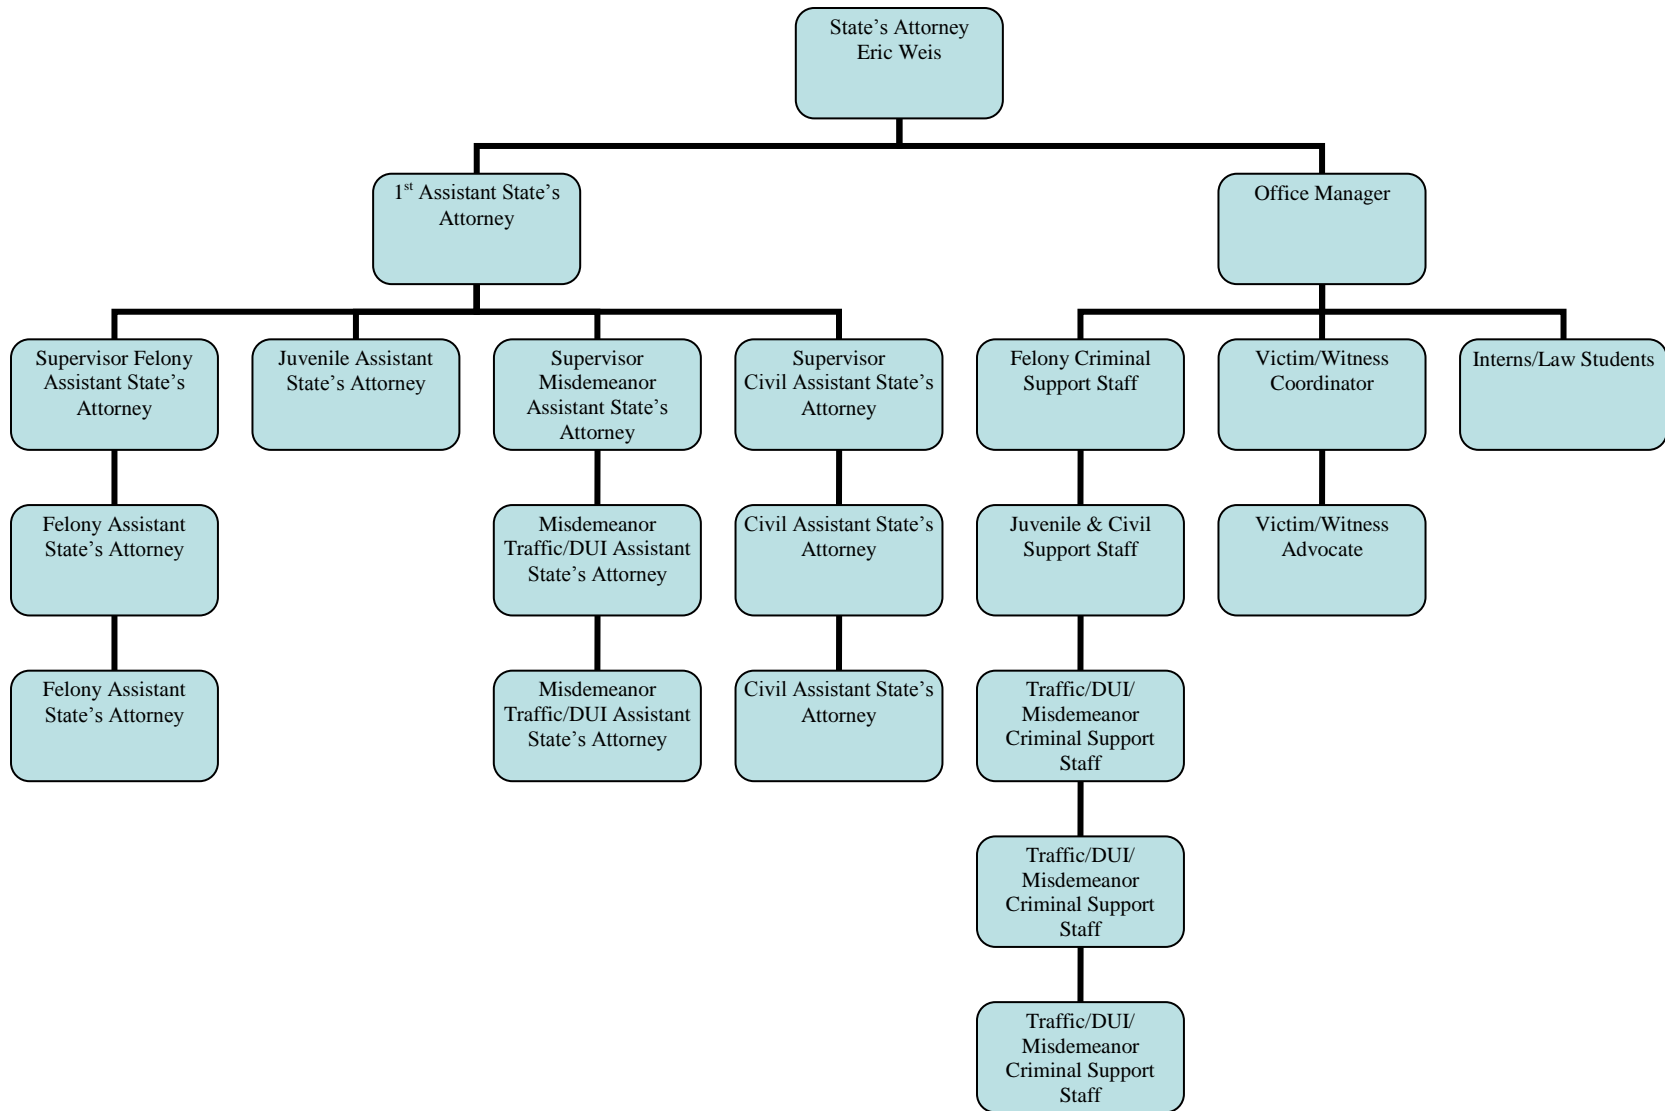 State’s Attorney
Eric Weis
1st Assistant State’s
Attorney
Office Manager
Supervisor Felony
Assistant State’s
Attorney
Juvenile Assistant
State’s Attorney
Supervisor
Misdemeanor
Assistant State’s
Attorney
Supervisor
Civil Assistant State’s
Attorney
Felony Criminal
Support Staff
Victim/Witness
Coordinator
Interns/Law Students
Felony Assistant
State’s Attorney
Misdemeanor
Traffic/DUI Assistant
State’s Attorney
Civil Assistant State’s
Attorney
Juvenile & Civil
Support Staff
Victim/Witness
Advocate
Felony Assistant
State’s Attorney
Misdemeanor
Traffic/DUI Assistant
State’s Attorney
Civil Assistant State’s
Attorney
Traffic/DUI/
Misdemeanor
Criminal Support
Staff
Traffic/DUI/
Misdemeanor
Criminal Support
Staff
Traffic/DUI/
Misdemeanor
Criminal Support
Staff